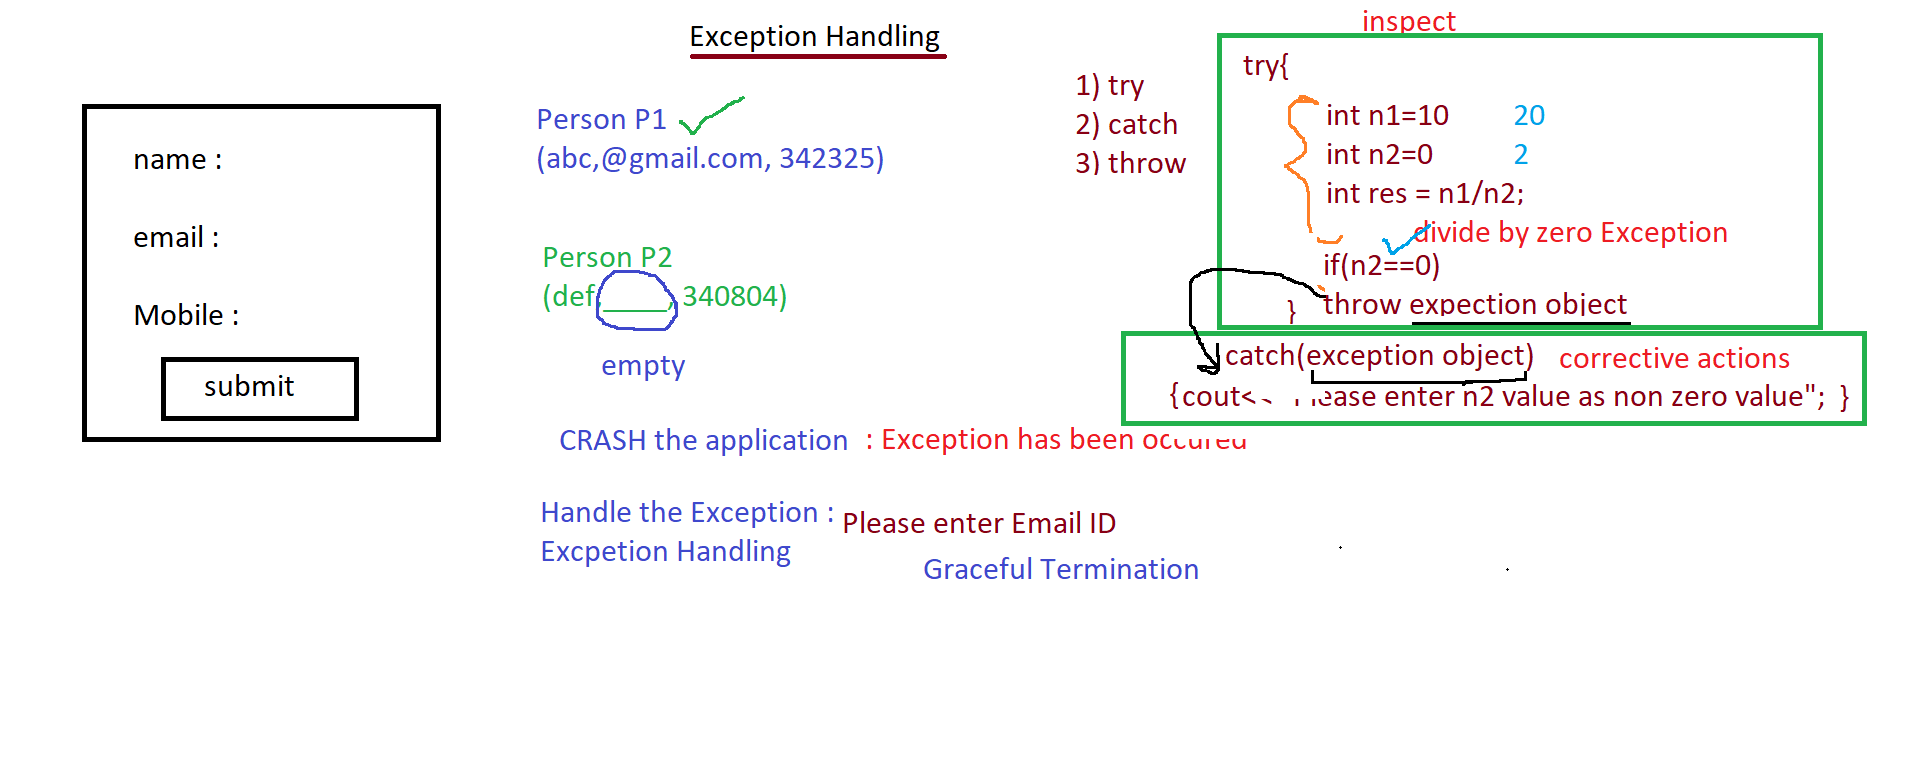 Exception Handling
name :
email :
Mobile :
submit
Person P1
(abc,@gmail.com, 342325)
Person P2
(def,_____, 340804)
empty
CRASH the application : Exception has been occured
Handle the Exception : Please enter Email ID
Excpetion Handling
Graceful Termination
1) try
2) catch
3) throw
inspect
try{
int n1=10 20
int n2=0 2
int res = n1/n2;
divide by zero Exception
if(n2==0)
throw expection object
}
catch(exception object) corrective actions
{cout<< "Please enter n2 value as non zero value"; }